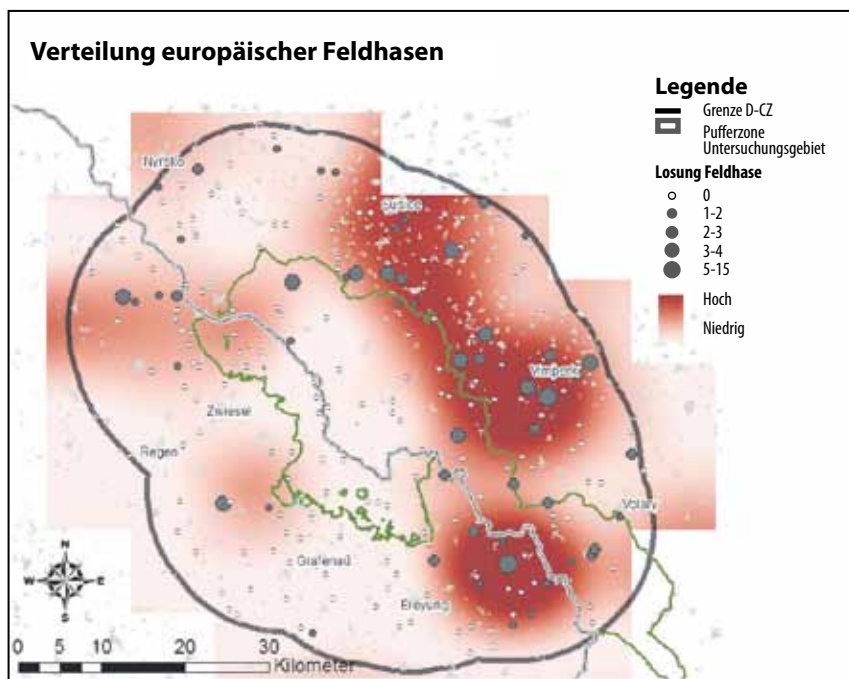 Verteilung europäischer Feldhasen
Legende
Grenze D-CZ
Pufferzone
Untersuchungsgebiet
Losung Feldhase
0
1-2
2-3
3-4
5-15
Hoch
Niedrig
Nyrsko
Sušice
Vimperk
Zwiesel
Regen
Volary
Grafenau
Freyung
N
W E
S
0 5 10 20 30
Kilometer